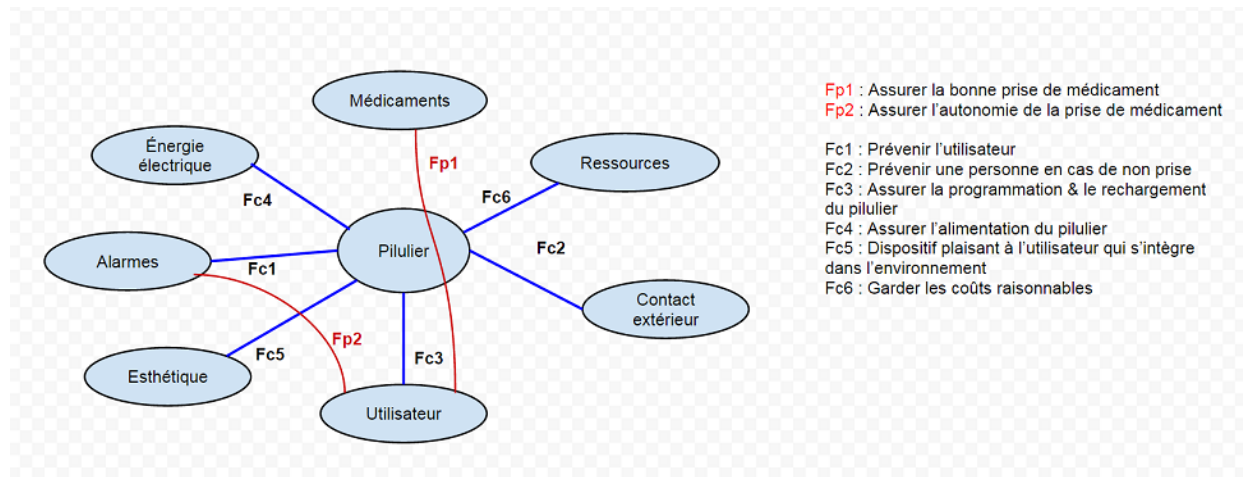 Médicaments
Énergie
électrique
Fp1
Ressources
Fc4
Fc6
Pilulier
Fc2
Alarmes
Fc1
Contact
extérieur
Fp2
Fc5
Fc3
Esthétique
Utilisateur
Fp1 : Assurer la bonne prise de médicament
Fp2 : Assurer l'autonomie de la prise de médicament
Fc1 : Prévenir l'utilisateur
Fc2 : Prévenir une personne en cas de non prise
Fc3 : Assurer la programmation & le rechargement
du pilulier
Fc4 : Assurer l'alimentation du pilulier
Fc5 : Dispositif plaisant à l'utilisateur qui s'intègre
dans l'environnement
Fc6 : Garder les coûts raisonnables